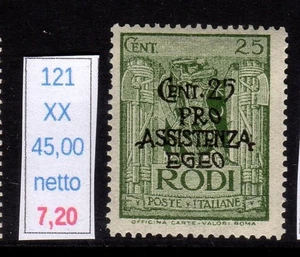 121
XX
45,00
netto
7,20
CENT. 25
CENT. 25
PRO
ASSISTENZA
EGEO
RODI
POSTE ITALIANE
OFFICINA CARTE-VALORI ROMA